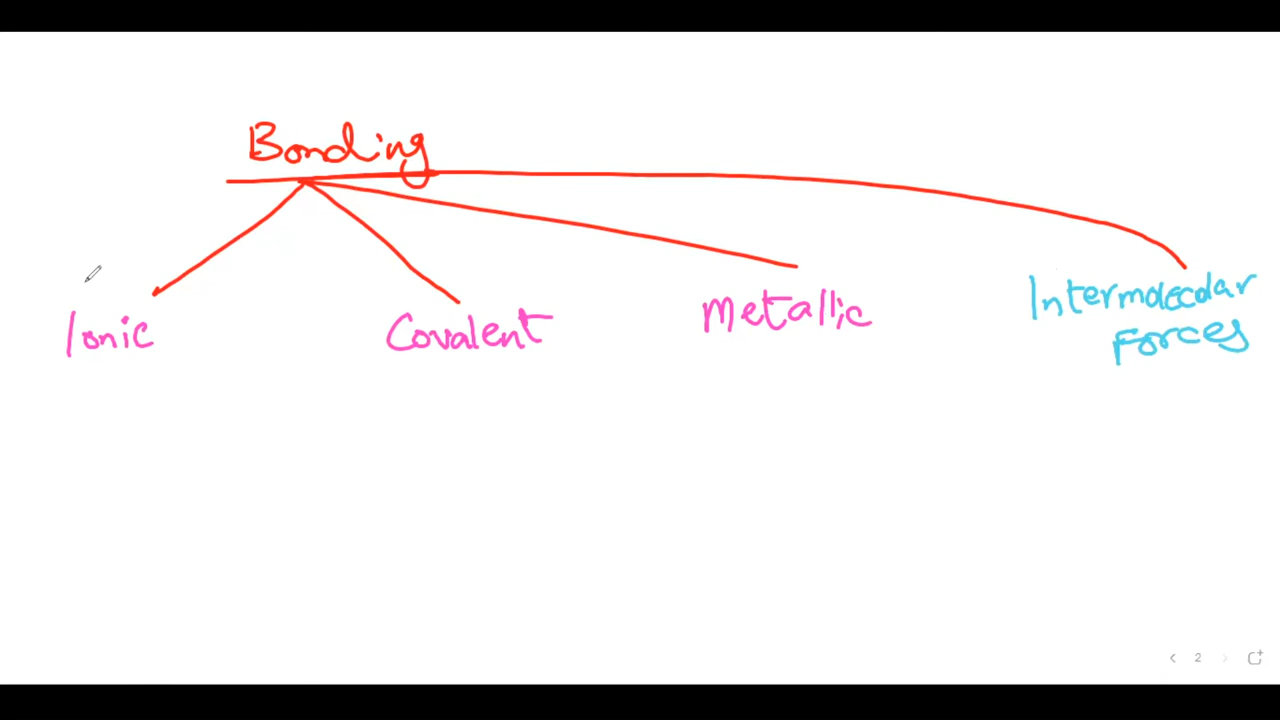 Bonding
Ionic
Covalent
Metallic
Intermolecular
Forces
2